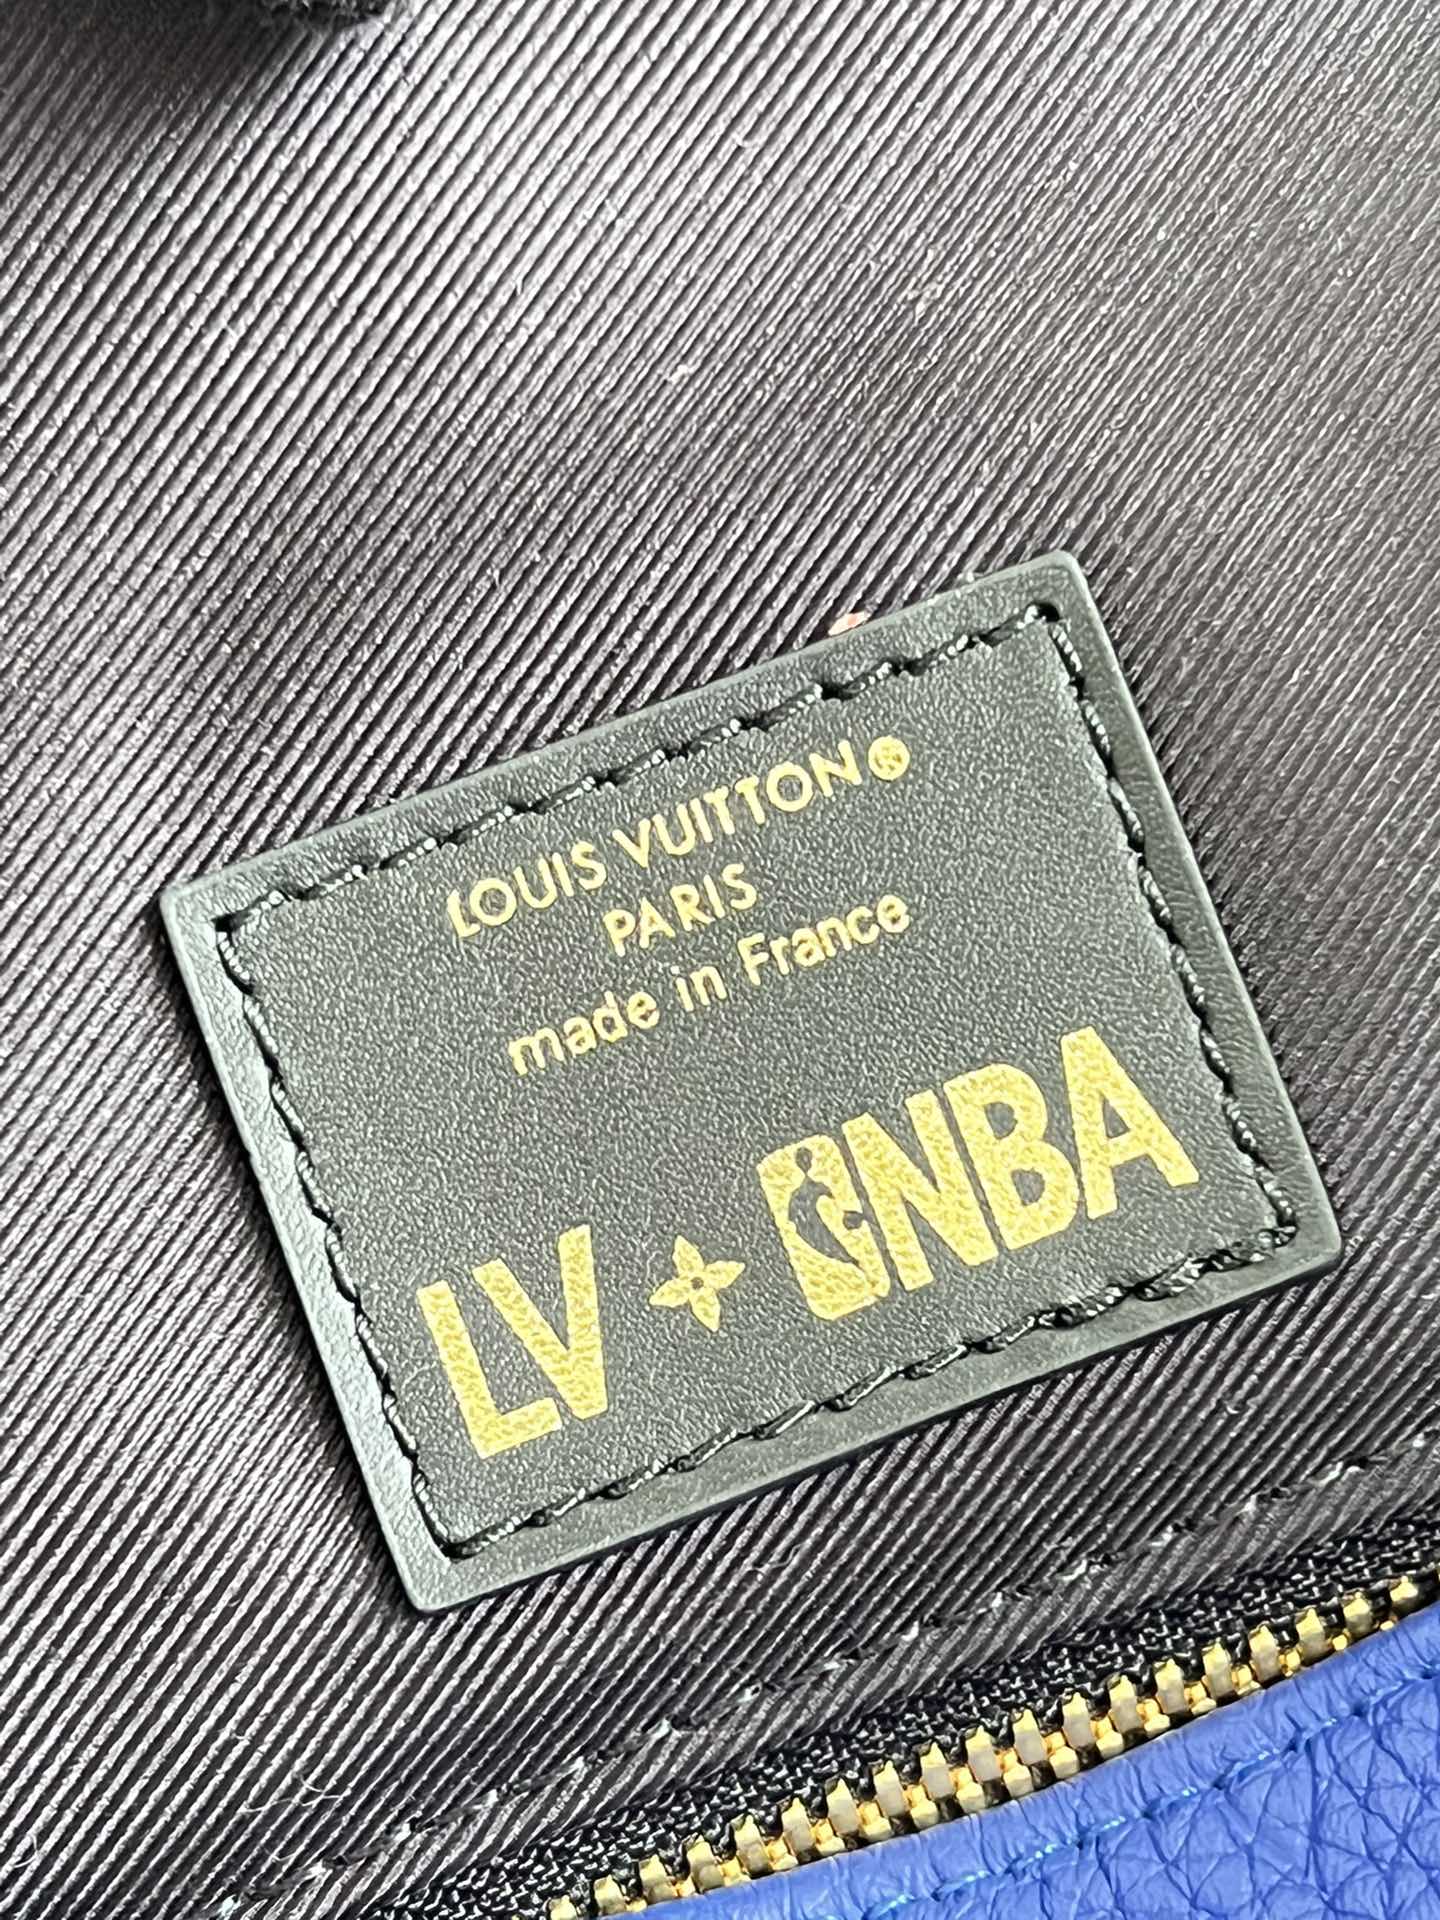 LOUIS VUITTON®
PARIS
made in France
LV NBA